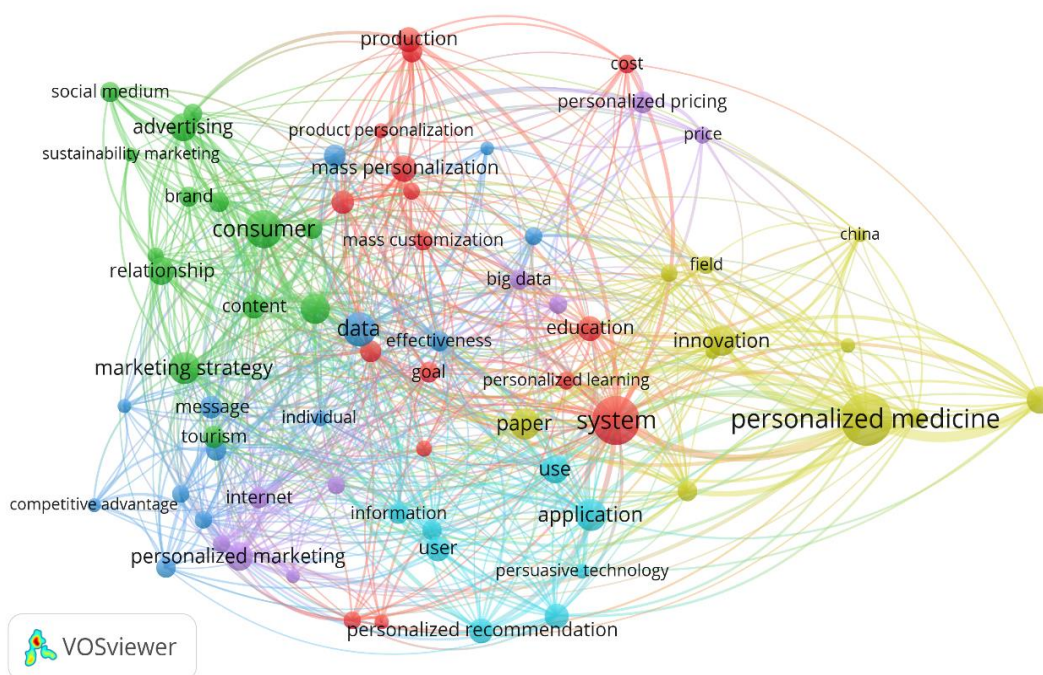 production
cost
social medium
personalized pricing
advertising
product personalization
price
sustainability marketing
mass personalization
brand
consumer
china
mass customization
relationship
field
big data
content
data
education
effectiveness
innovation
marketing strategy
goal
personalized learning
message
individual
personalized medicine
system
paper
tourism
use
internet
competitive advantage
information
application
user
personalized marketing
persuasive technology
personalized recommendation
VOSviewer